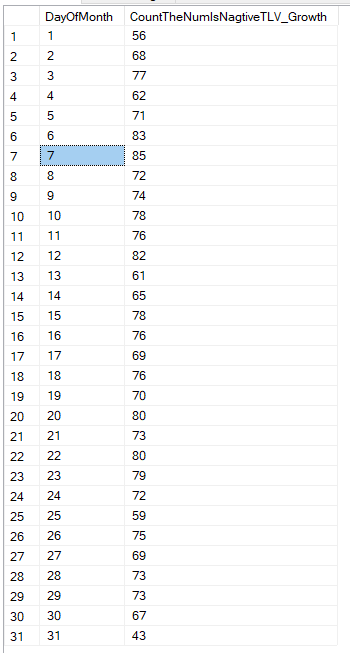 DayOfMonth CountTheNumIsNagtiveTLV_Growth
1 1 56
2 2 68
3 3 77
4 4 62
5 5 71
6 6 83
7 7 85
8 8 72
9 9 74
10 10 78
11 11 76
12 12 82
13 13 61
14 14 65
15 15 78
16 16 76
17 17 69
18 18 76
19 19 70
20 20 80
21 21 73
22 22 80
23 23 79
24 24 72
25 25 59
26 26 75
27 27 69
28 28 73
29 29 73
30 30 67
31 31 43